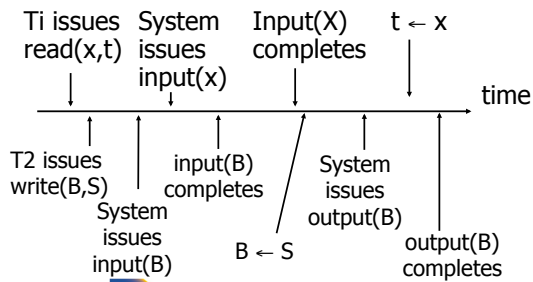 Ti issues
read(x,t)
System
issues
input(x)
Input(X)
completes
t ← x
time
T2 issues
write(B,S)
System
issues
input(B)
input(B)
completes
B ← S
System
issues
output(B)
output(B)
completes